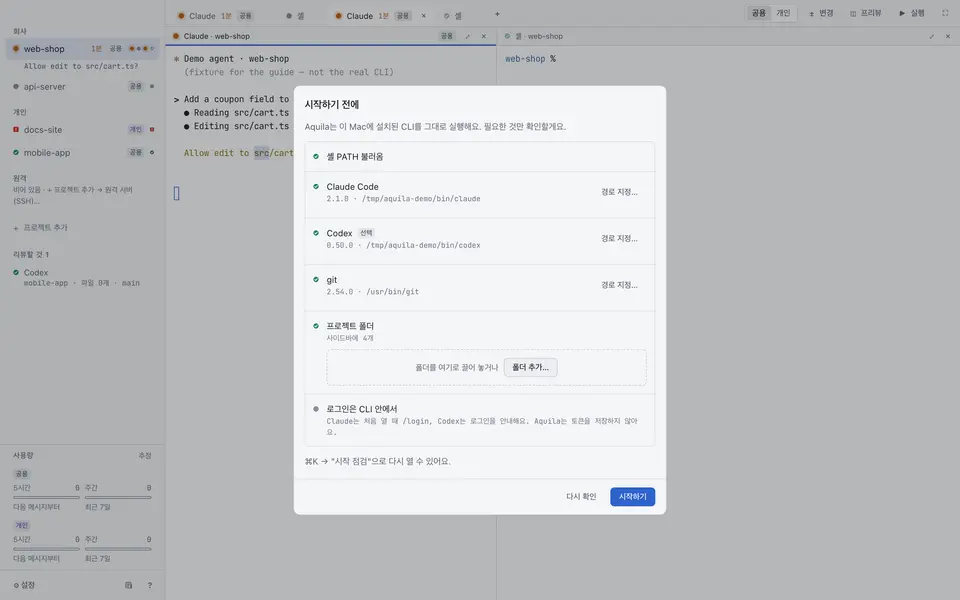 Claude 1분 공용
셸
Claude 1분 공용 ×
셸
+
공용 개인
변경
프리뷰
실행
회사
web-shop 1분 공용
Allow edit to src/cart.ts?
api-server 공용
개인
docs-site 개인
mobile-app 공용
원격
비어 있음 · + 프로젝트 추가 → 원격 서버 (SSH)…
+ 프로젝트 추가
리뷰할 것 1
Codex
mobile-app · 파일 0개 · main
사용량 추정
공용
5시간 0 주간 0
다음 메시지부터 최근 7일
개인
5시간 0 주간 0
다음 메시지부터 최근 7일
설정 ?
Claude · web-shop 공용 ×
* Demo agent · web-shop
(fixture for the guide — not the real CLI)
> Add a coupon field to
● Reading src/cart.ts
● Editing src/cart.ts
Allow edit to src/cart
셸 · web-shop ×
web-shop %
시작하기 전에
Aquila는 이 Mac에 설치된 CLI를 그대로 실행해요. 필요한 것만 확인할게요.
셸 PATH 불러옴
Claude Code
2.1.0 · /tmp/aquila-demo/bin/claude
경로 지정…
Codex 선택
0.50.0 · /tmp/aquila-demo/bin/codex
경로 지정…
git
2.54.0 · /usr/bin/git
경로 지정…
프로젝트 폴더
사이드바에 4개
폴더를 여기로 끌어 놓거나 폴더 추가…
로그인은 CLI 안에서
Claude는 처음 열 때 /login, Codex는 로그인을 안내해요. Aquila는 토큰을 저장하지 않아
요.
⌘K → "시작 점검"으로 다시 열 수 있어요.
다시 확인 시작하기